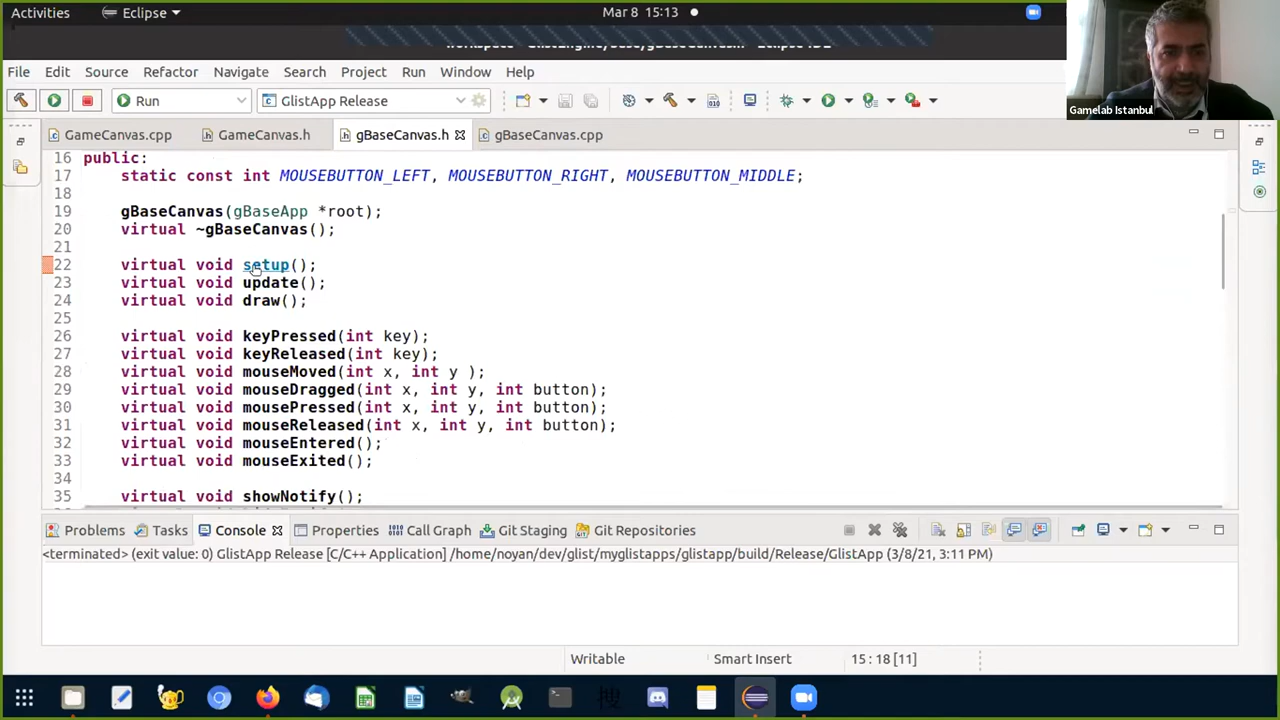 Activities
Eclipse
Mar 8 15:13
File Edit Source Refactor Navigate Search Project Run Window Help
Gamelab Istanbul
Run
GlistApp Release
GameCanvas.cpp
GameCanvas.h
gBaseCanvas.h
gBaseCanvas.cpp
16 public:
17 static const int MOUSEBUTTON_LEFT, MOUSEBUTTON_RIGHT, MOUSEBUTTON_MIDDLE;
18
19 gBaseCanvas(gBaseApp *root);
20 virtual ~gBaseCanvas();
21
22 virtual void setup();
23 virtual void update();
24 virtual void draw();
25
26 virtual void keyPressed(int key);
27 virtual void keyReleased(int key);
28 virtual void mouseMoved(int x, int y );
29 virtual void mouseDragged(int x, int y, int button);
30 virtual void mousePressed(int x, int y, int button);
31 virtual void mouseReleased(int x, int y, int button);
32 virtual void mouseEntered();
33 virtual void mouseExited();
34
35 virtual void showNotify();
Problems Tasks Console Properties Call Graph Git Staging Git Repositories
<terminated> (exit value: 0) GlistApp Release [C/C++ Application] /home/noyan/dev/glist/myglistapps/glistapp/build/Release/GlistApp (3/8/21, 3:11 PM)
Writable Smart Insert 15 : 18 [11]